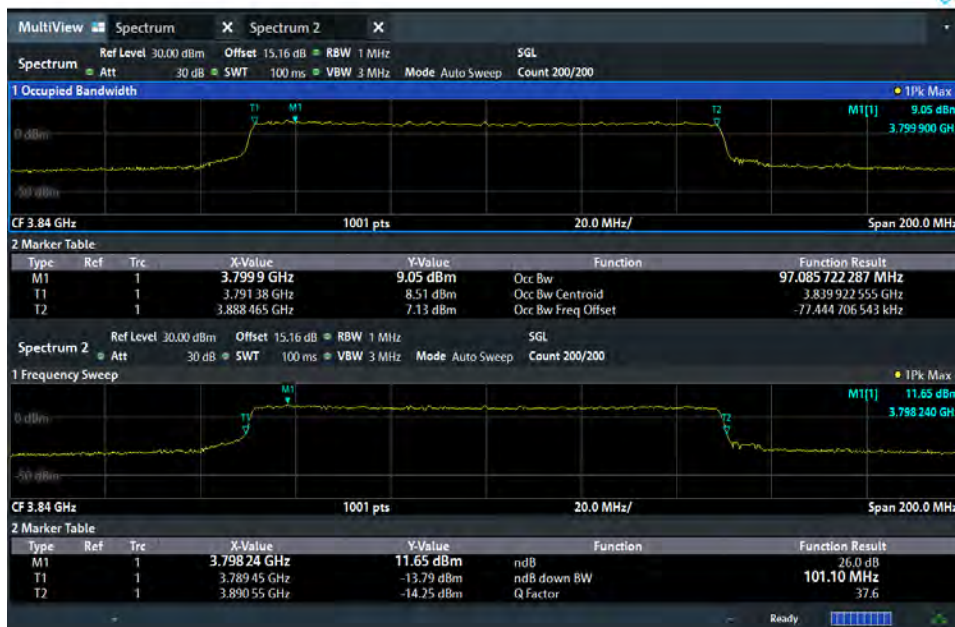 MultiView Spectrum X Spectrum 2 X
Spectrum Ref Level 30.00 dBm Offset 15.16 dB RBW 1 MHz SGL
Att 30 dB SWT 100 ms VBW 3 MHz Mode Auto Sweep Count 200/200
1 Occupied Bandwidth 1Pk Max
T1 M1 T2 M1[1] 9.05 dBm
0 dBm 3.799 900 GH
-50 dBm
CF 3.84 GHz 1001 pts 20.0 MHz/ Span 200.0 MHz
2 Marker Table
Type Ref Trc X-Value Y-Value Function Function Result
M1 1 3.799 9 GHz 9.05 dBm Occ Bw 97.085 722 287 MHz
T1 1 3.791 38 GHz 8.51 dBm Occ Bw Centroid 3.839 922 555 GHz
T2 1 3.888 465 GHz 7.13 dBm Occ Bw Freq Offset -77.444 706 543 kHz
Spectrum 2 Ref Level 30.00 dBm Offset 15.16 dB RBW 1 MHz SGL
Att 30 dB SWT 100 ms VBW 3 MHz Mode Auto Sweep Count 200/200
1 Frequency Sweep 1Pk Max
M1 M1[1] 11.65 dBm
0 dBm T1 T2 3.798 240 GH
-50 dBm
CF 3.84 GHz 1001 pts 20.0 MHz/ Span 200.0 MHz
2 Marker Table
Type Ref Trc X-Value Y-Value Function Function Result
M1 1 3.798 24 GHz 11.65 dBm ndB 26.0 dB
T1 1 3.789 45 GHz -13.79 dBm ndB down BW 101.10 MHz
T2 1 3.890 55 GHz -14.25 dBm Q Factor 37.6
Ready